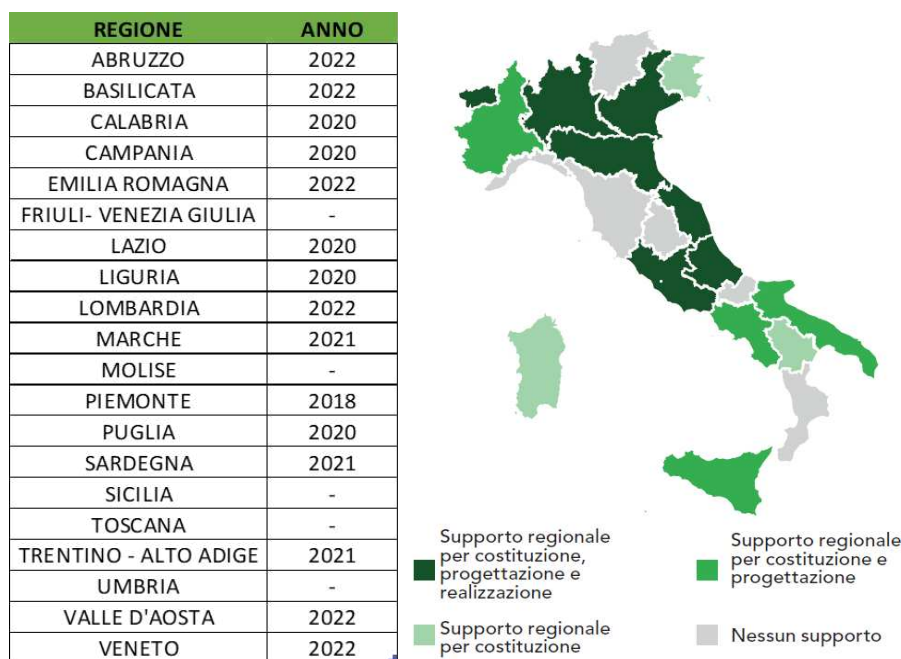 REGIONE ANNO
ABRUZZO 2022
BASILICATA 2022
CALABRIA 2020
CAMPANIA 2020
EMILIA ROMAGNA 2022
FRIULI- VENEZIA GIULIA -
LAZIO 2020
LIGURIA 2020
LOMBARDIA 2022
MARCHE 2021
MOLISE -
PIEMONTE 2018
PUGLIA 2020
SARDEGNA 2021
SICILIA -
TOSCANA -
TRENTINO - ALTO ADIGE 2021
UMBRIA -
VALLE D'AOSTA 2022
VENETO 2022
Supporto regionale
per costituzione,
progettazione e
realizzazione
Supporto regionale
per costituzione e
progettazione
Supporto regionale
per costituzione
Nessun supporto